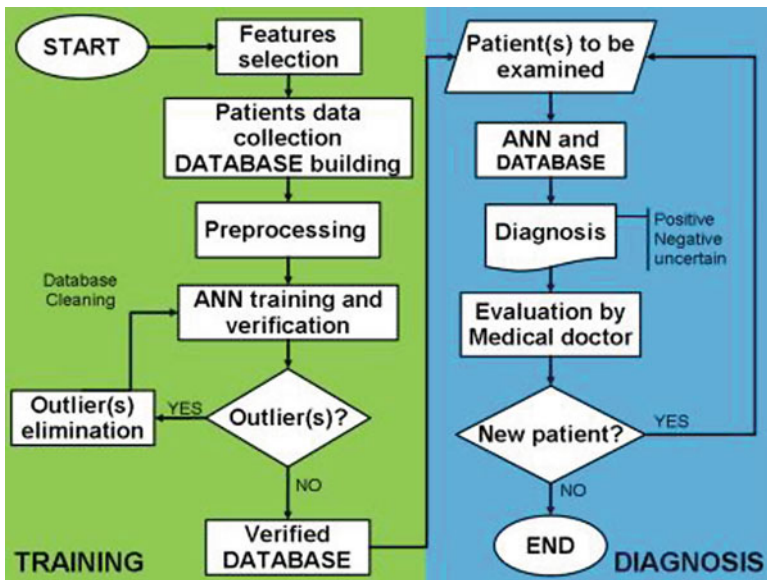 START
Features
selection
Patients data
collection
DATABASE building
Preprocessing
Database
Cleaning
ANN training and
verification
Outlier(s)
elimination
YES
Outlier(s)?
NO
Verified
DATABASE
TRAINING
Patient(s) to be
examined
ANN and
DATABASE
Diagnosis
Positive
Negative
uncertain
Evaluation by
Medical doctor
New patient?
YES
NO
END
DIAGNOSIS